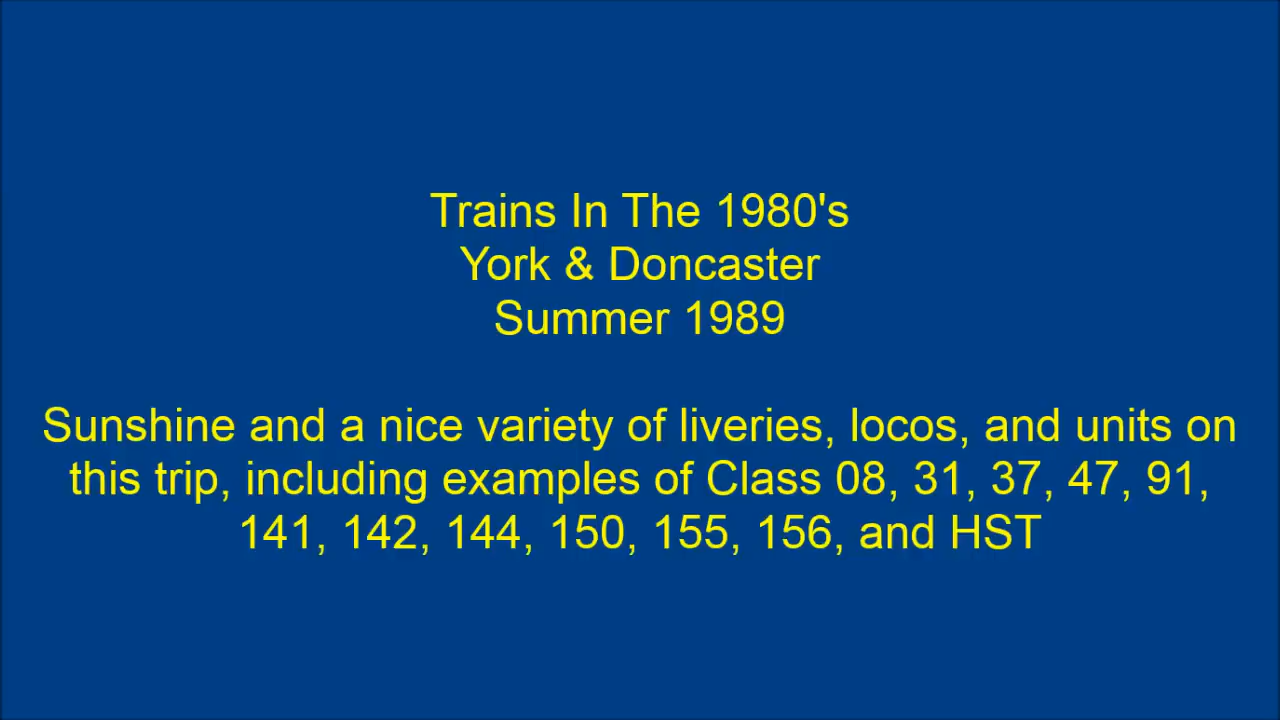 Trains In The 1980's
York & Doncaster
Summer 1989
Sunshine and a nice variety of liveries, locos, and units on
this trip, including examples of Class 08, 31, 37, 47, 91,
141, 142, 144, 150, 155, 156, and HST